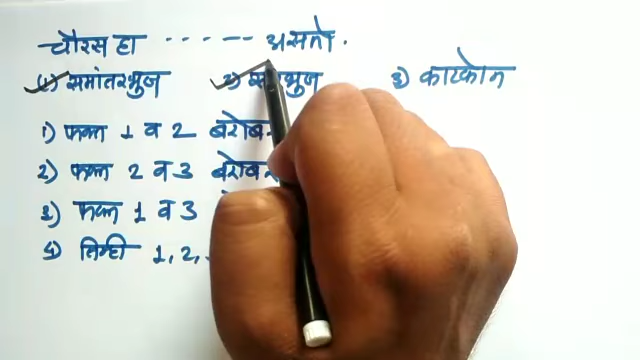 चौरस हा ------ असतो.
1) समांतरभुज 2) समभुज 3) काटकोन
1) फक्त 1 व 2 बरोबर
2) फक्त 2 व 3 बरोबर
3) फक्त 1 व 3
4) तिन्ही 1, 2,